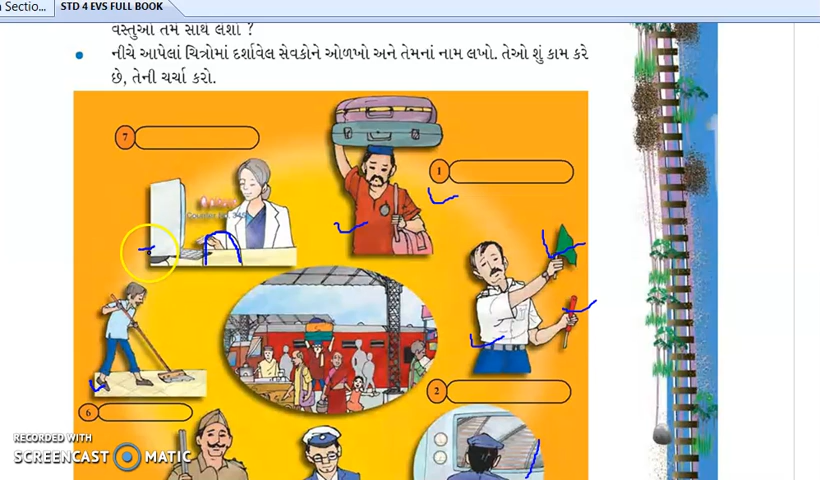 STD 4 EVS FULL BOOK
વસ્તુઓ તમે સાથે લેશો ?
• નીચે આપેલાં ચિત્રોમાં દર્શાવેલ સેવકોને ઓળખો અને તેમનાં નામ લખો. તેઓ શું કામ કરે
છે, તેની ચર્ચા કરો.
7
1
2
6
RECORDED WITH
SCREENCAST MATIC